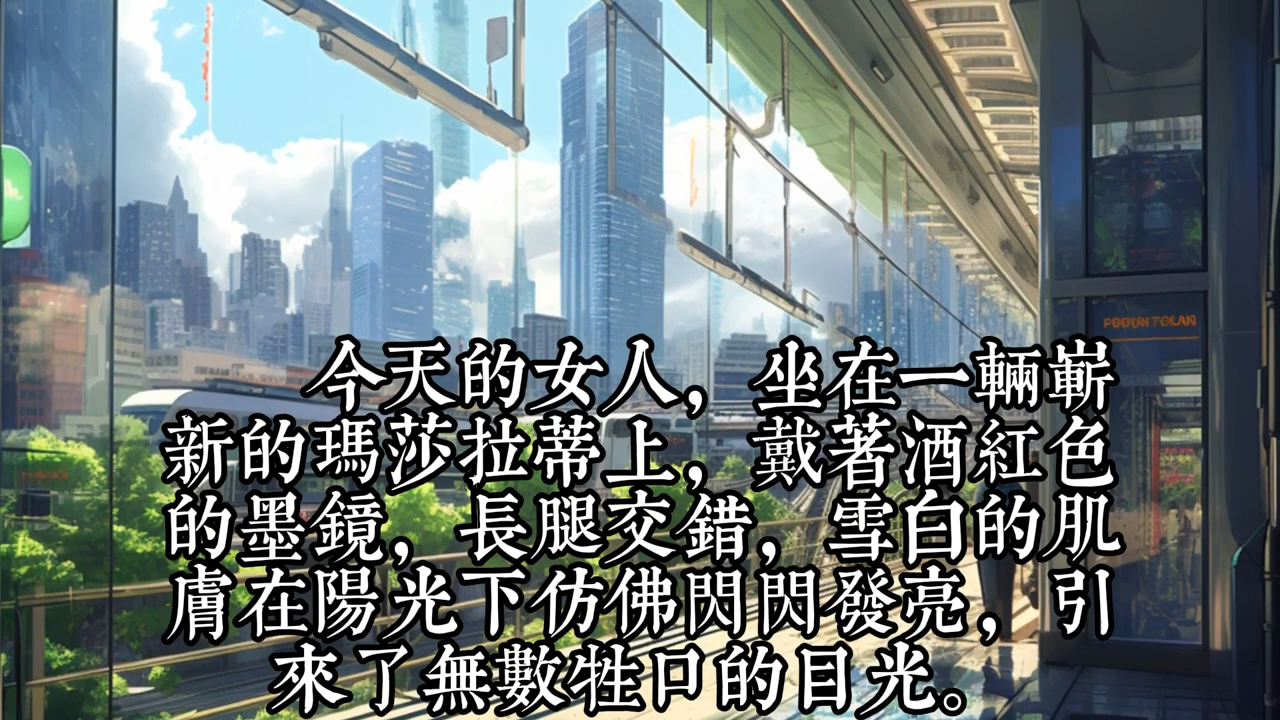 今天的女人，坐在一輛嶄
新的瑪莎拉蒂上，戴著酒紅色
的墨鏡，長腿交錯，雪白的肌
膚在陽光下仿佛閃閃發亮，引
來了無數牲口的目光。